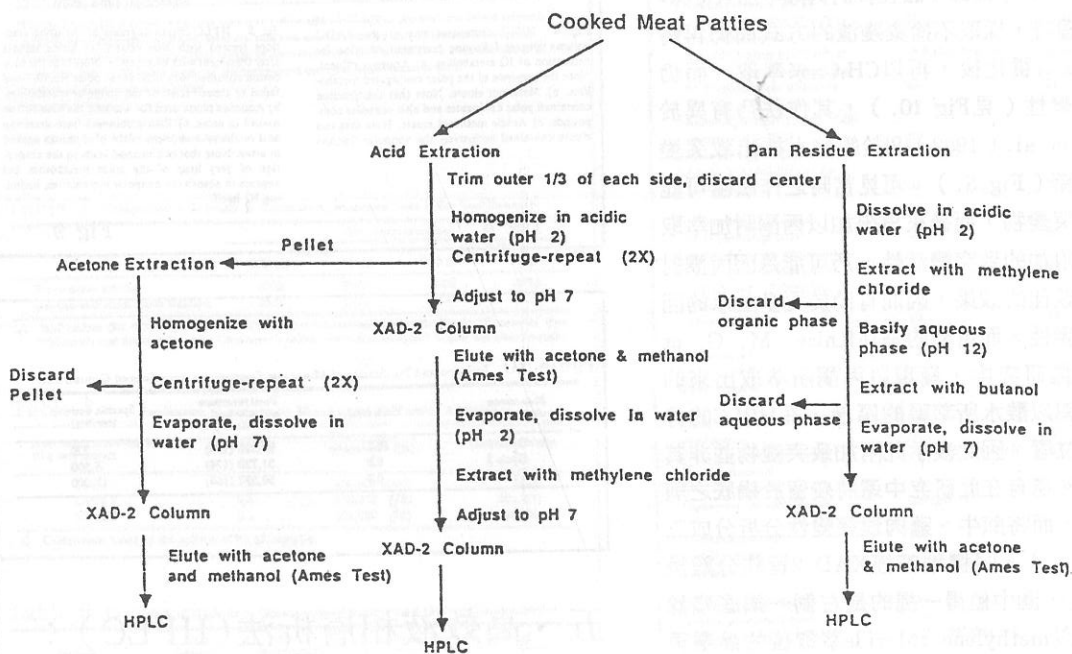 Cooked Meat Patties
Acid Extraction
Trim outer 1/3 of each side, discard center
Homogenize in acidic
water (pH 2)
Centrifuge-repeat (2X)
Pellet
Adjust to pH 7
XAD-2 Column
Elute with acetone & methanol
(Ames Test)
Evaporate, dissolve in water
(pH 2)
Extract with methylene chloride
Adjust to pH 7
XAD-2 Column
HPLC
Acetone Extraction
Homogenize with
acetone
Centrifuge-repeat (2X)
Discard
Pellet
Evaporate, dissolve in
water (pH 7)
XAD-2 Column
Elute with acetone
and methanol (Ames Test)
HPLC
Pan Residue Extraction
Dissolve in acidic
water (pH 2)
Extract with methylene
chloride
Discard
organic phase
Basify aqueous
phase (pH 12)
Extract with butanol
Discard
aqueous phase
Evaporate, dissolve in
water (pH 7)
XAD-2 Column
Elute with acetone
& methanol (Ames Test).
HPLC